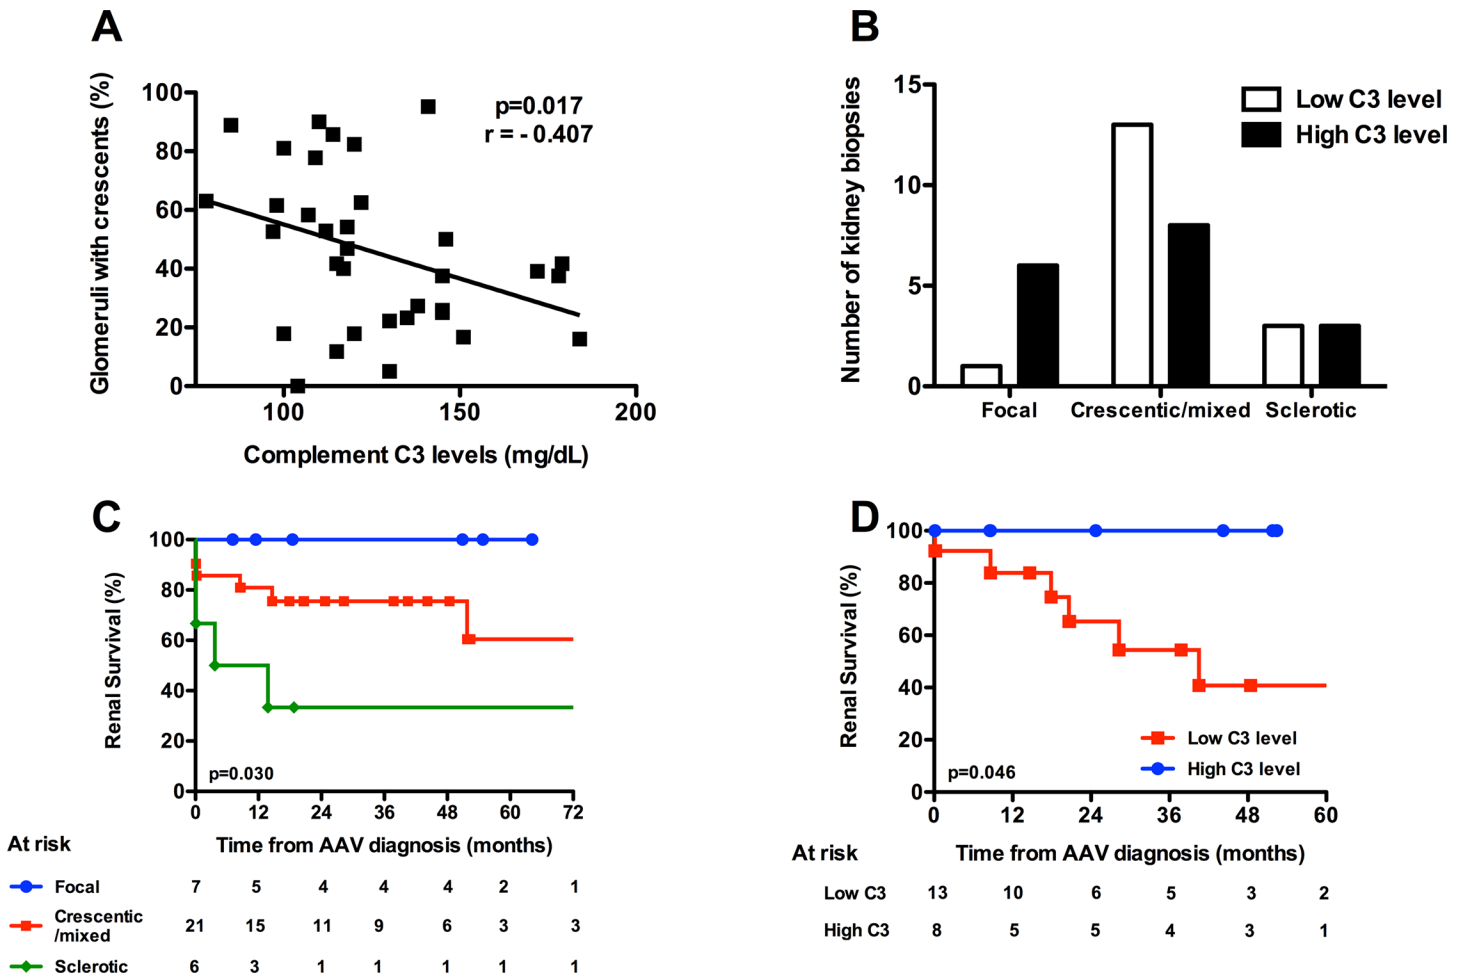 A
Glomeruli with crescents (%)
100
80
60
40
20
0
p=0.017
r = - 0.407
100
150
200
Complement C3 levels (mg/dL)
B
Number of kidney biopsies
15
10
5
0
Low C3 level
High C3 level
Focal
Crescentic/mixed
Sclerotic
C
Renal Survival (%)
100
80
60
40
20
0
p=0.030
0 12 24 36 48 60 72
At risk
Time from AAV diagnosis (months)
Focal 7 5 4 4 4 2 1
Crescentic
/mixed 21 15 11 9 6 3 3
Sclerotic 6 3 1 1 1 1 1
D
Renal Survival (%)
100
80
60
40
20
0
Low C3 level
High C3 level
p=0.046
0 12 24 36 48 60
At risk
Time from AAV diagnosis (months)
Low C3 13 10 6 5 3 2
High C3 8 5 5 4 3 1